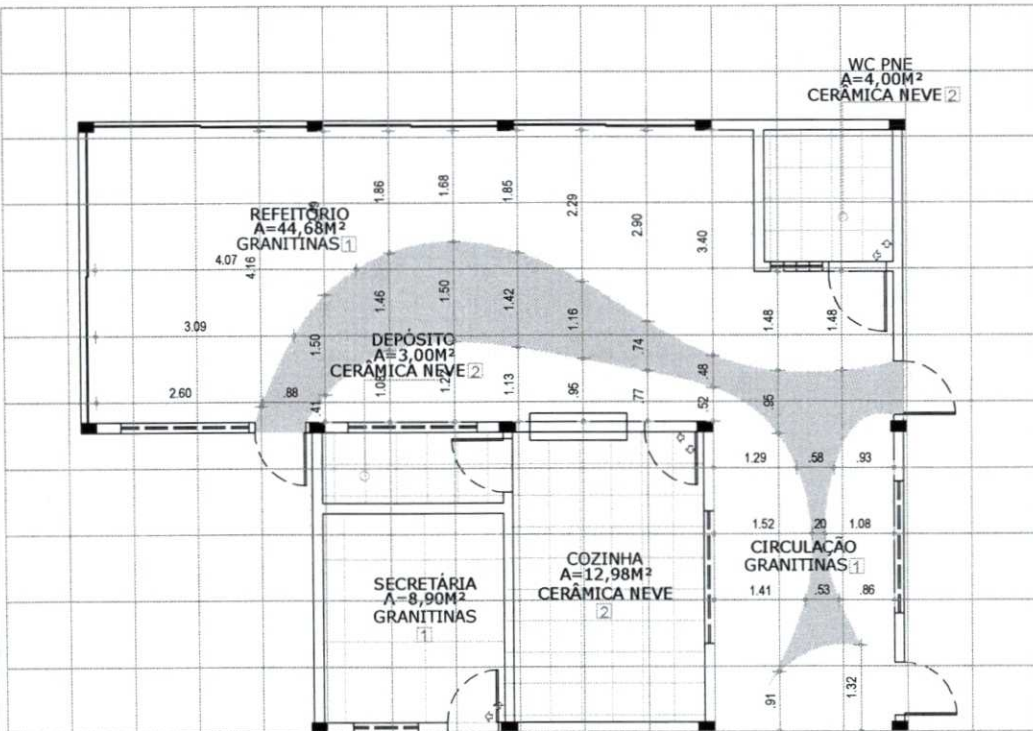 WC PNE
A=4,00M²
CERÂMICA NEVE 2
1.86
1.68
1.85
2.29
2.90
3.40
REFEITÓRIO
A=44,68M²
GRANITINAS 1
4.07
4.16
1.46
1.50
1.42
1.16
.74
.48
1.48
1.48
3.09
1.50
DEPÓSITO
A=3,00M²
CERÂMICA NEVE 2
2.60
.88
.41
1.13
.95
.77
.52
.95
1.29
.58
.93
1.52
.20
1.08
CIRCULAÇÃO
GRANITINAS 1
1.41
.53
.86
COZINHA
A=12,98M²
CERÂMICA NEVE
2
SECRETÁRIA
A=8,90M²
GRANITINAS
1
.91
1.32